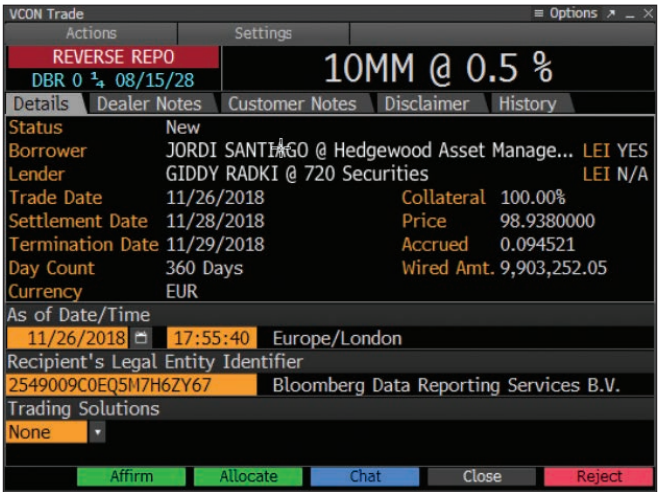 VCON Trade Options
Actions Settings
REVERSE REPO
DBR 0 ¼ 08/15/28
10MM @ 0.5 %
Details Dealer Notes Customer Notes Disclaimer History
Status New
Borrower JORDI SANTIAGO @ Hedgewood Asset Manage... LEI YES
Lender GIDDY RADKI @ 720 Securities LEI N/A
Trade Date 11/26/2018 Collateral 100.00%
Settlement Date 11/28/2018 Price 98.9380000
Termination Date 11/29/2018 Accrued 0.094521
Day Count 360 Days Wired Amt. 9,903,252.05
Currency EUR
As of Date/Time
11/26/2018 17:55:40 Europe/London
Recipient's Legal Entity Identifier
2549009C0EQ5M7H6ZY67 Bloomberg Data Reporting Services B.V.
Trading Solutions
None
Affirm Allocate Chat Close Reject